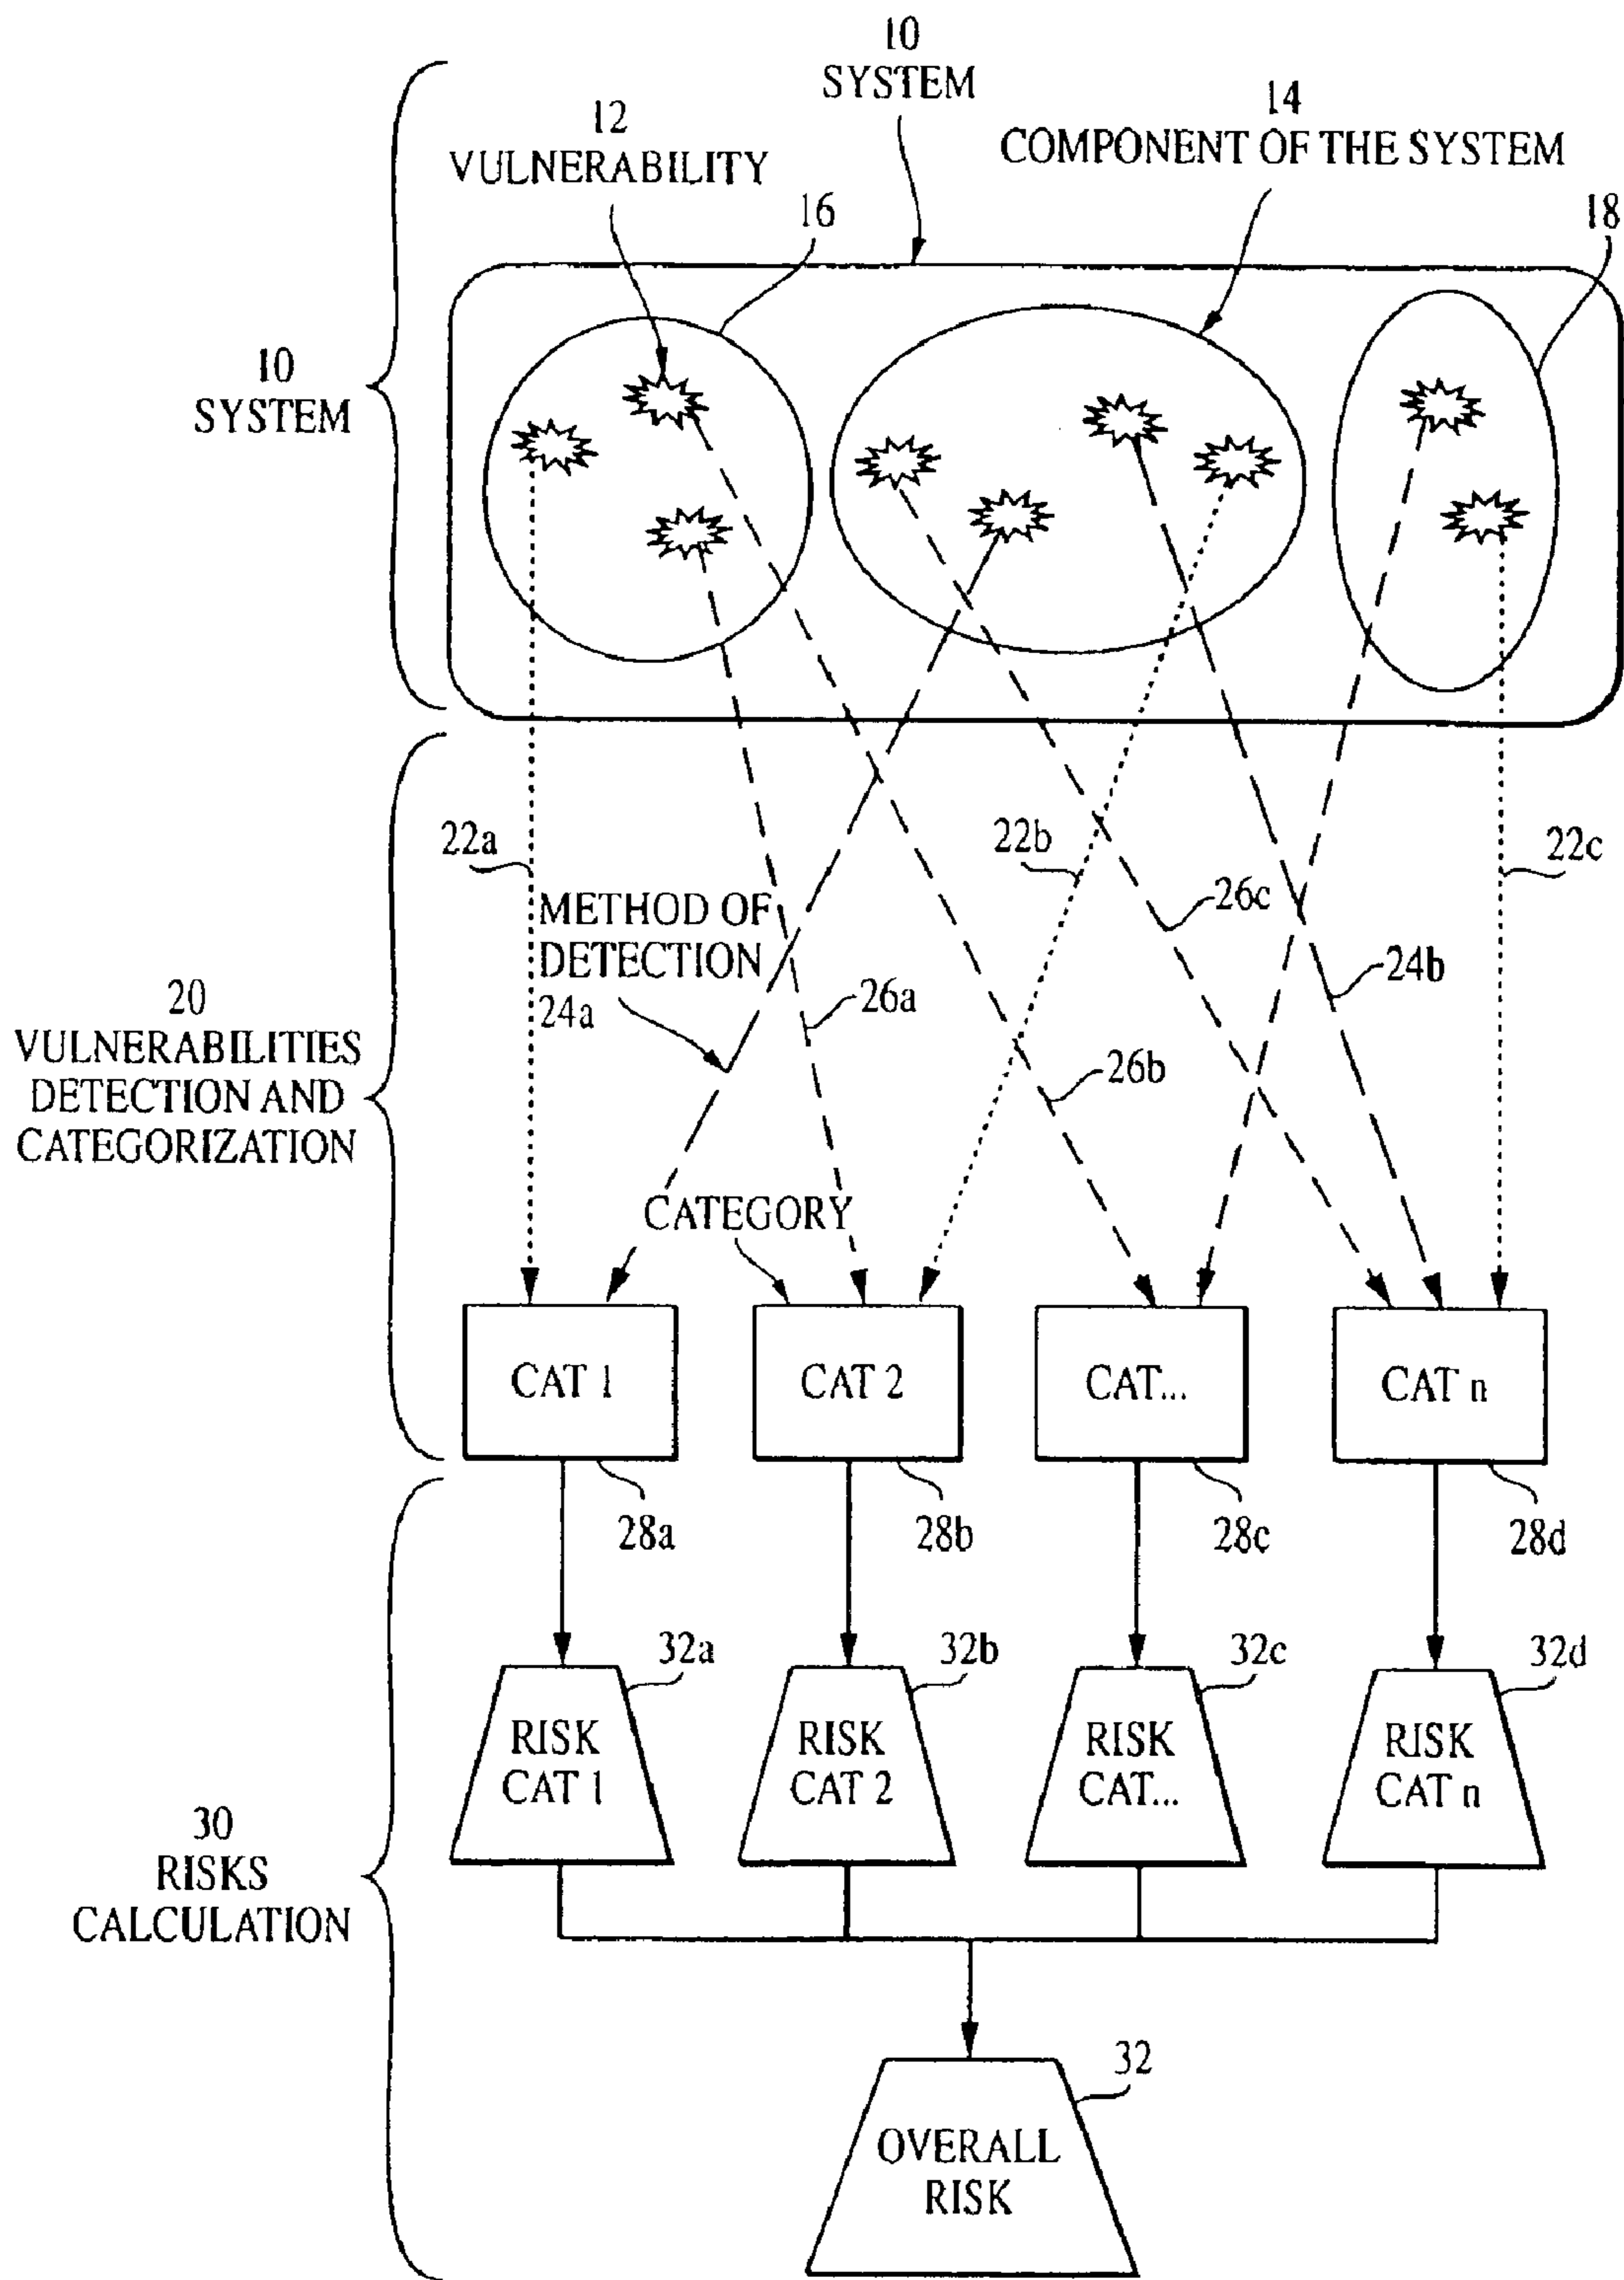 10
SYSTEM
12
VULNERABILITY
14
COMPONENT OF THE SYSTEM
16
18
10
SYSTEM
22a
METHOD OF
DETECTION
24a
26a
22b
26c
24b
22c
26b
20
VULNERABILITIES
DETECTION AND
CATEGORIZATION
CATEGORY
CAT 1
CAT 2
CAT...
CAT n
28a
28b
28c
28d
32a
32b
32c
32d
RISK
CAT 1
RISK
CAT 2
RISK
CAT...
RISK
CAT n
30
RISKS
CALCULATION
32
OVERALL
RISK